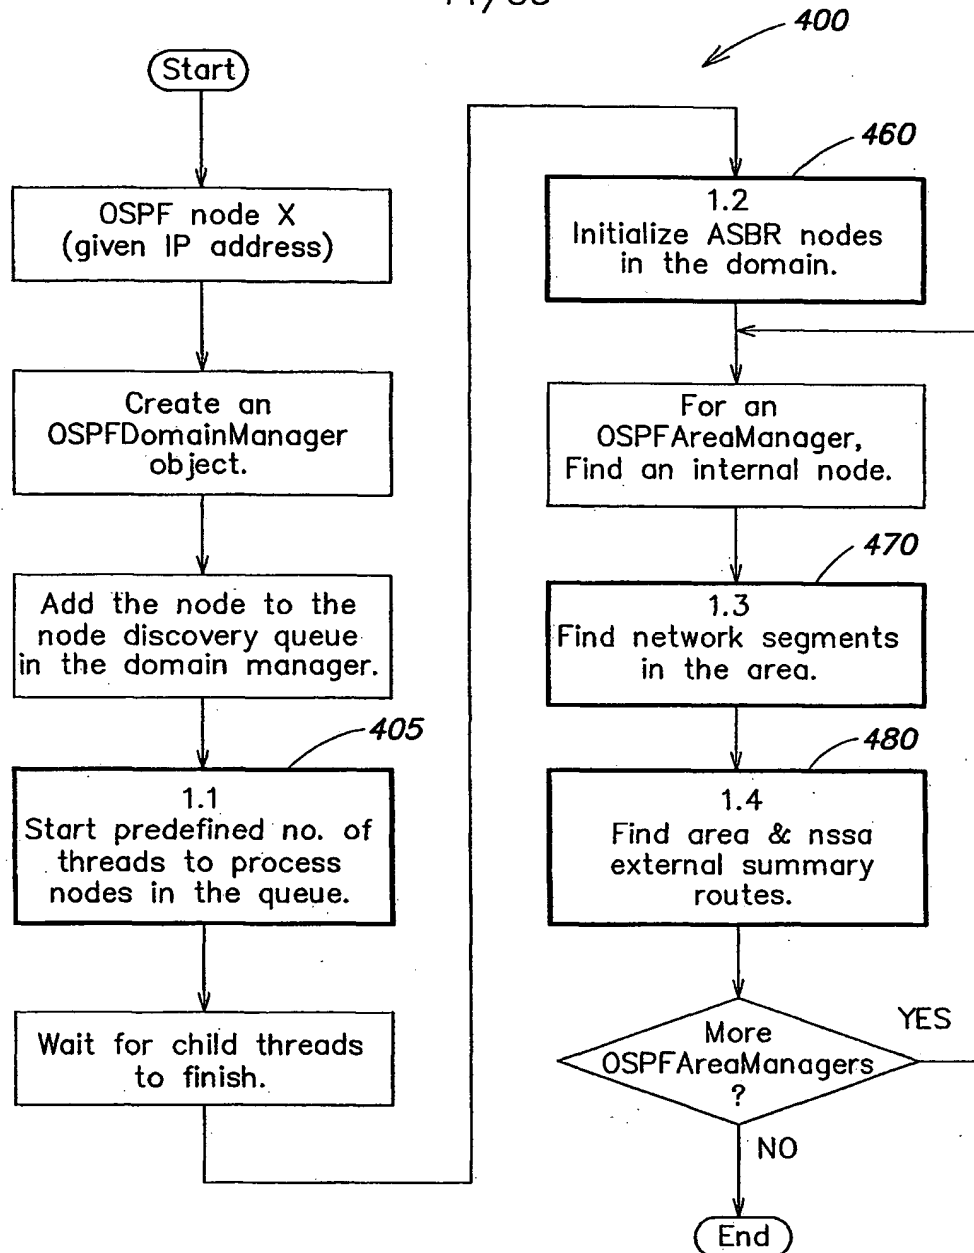 400
Start
OSPF node X
(given IP address)
Create an
OSPFDomainManager
object.
Add the node to the
node discovery queue
in the domain manager.
405
1.1
Start predefined no. of
threads to process
nodes in the queue.
Wait for child threads
to finish.
460
1.2
Initialize ASBR nodes
in the domain.
For an
OSPFAreaManager,
Find an internal node.
470
1.3
Find network segments
in the area.
480
1.4
Find area & nssa
external summary
routes.
More
OSPFAreaManagers
?
YES
NO
End